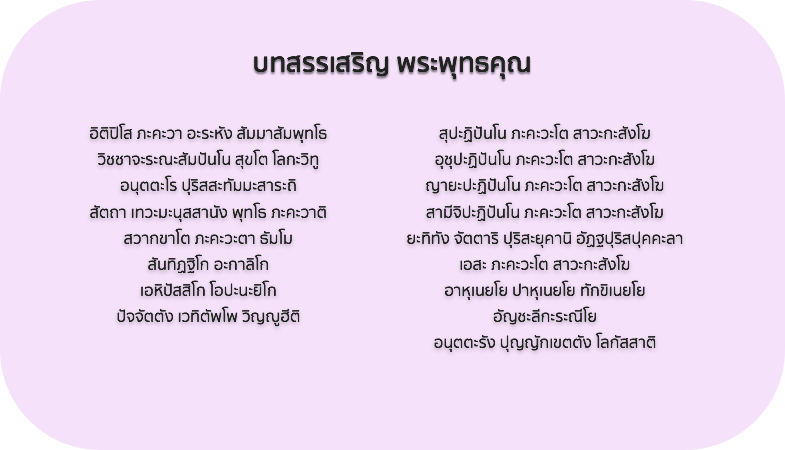 บทสรรเสริญ พระพุทธคุณ
อิติปิโส ภะคะวา อะระหัง สัมมาสัมพุทโธ
วิชชาจะระณะสัมปันโน สุขโต โลกะวิทู
อนุตตะโร ปุริสสะทัมมะสาระถิ
สัตถา เทวะมะนุสสานัง พุทโธ ภะคะวาติ
สวากขาโต ภะคะวะตา ธัมโม
สันทิฏฐิโก อะกาลิโก
เอหิปัสสิโก โอปะนะยิโก
ปัจจัตตัง เวทิตัพโพ วิญญูฮีติ
สุปะฏิปันโน ภะคะวะโต สาวะกะสังโฆ
อุชุปะฏิปันโน ภะคะวะโต สาวะกะสังโฆ
ญายะปะฏิปันโน ภะคะวะโต สาวะกะสังโฆ
สามีจิปะฏิปันโน ภะคะวะโต สาวะกะสังโฆ
ยะทิทัง จัตตาริ ปุริสะยุคานิ อัฏฐปุริสปุคคะลา
เอสะ ภะคะวะโต สาวะกะสังโฆ
อาหุเนยโย ปาหุเนยโย ทักขิเนยโย
อัญชะลีกะระณีโย
อนุตตะรัง ปุญญักเขตตัง โลกัสสาติ